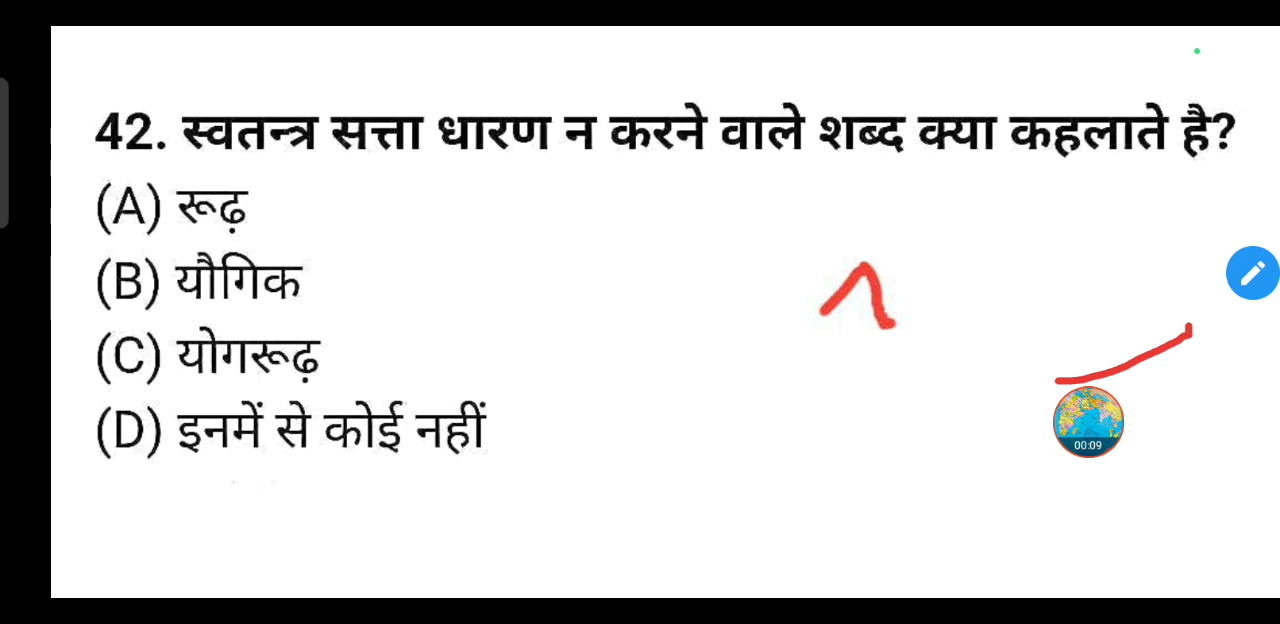 42. स्वतन्त्र सत्ता धारण न करने वाले शब्द क्या कहलाते है?
(A) रूढ़
(B) यौगिक
(C) योगरूढ़
(D) इनमें से कोई नहीं
00:09